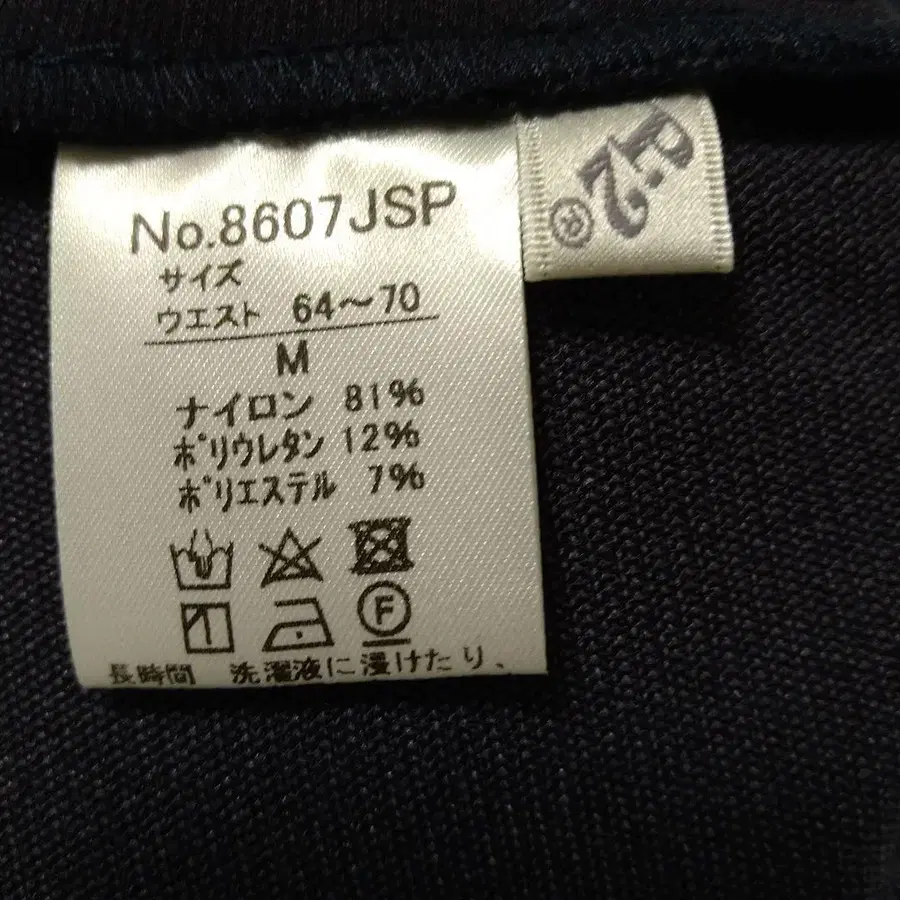 No.8607JSP
サイズ
ウエスト 64〜70
M
ナイロン 81%
ポリウレタン 12%
ポリエステル 7%
F
長時間 洗濯液に浸けたり、
®